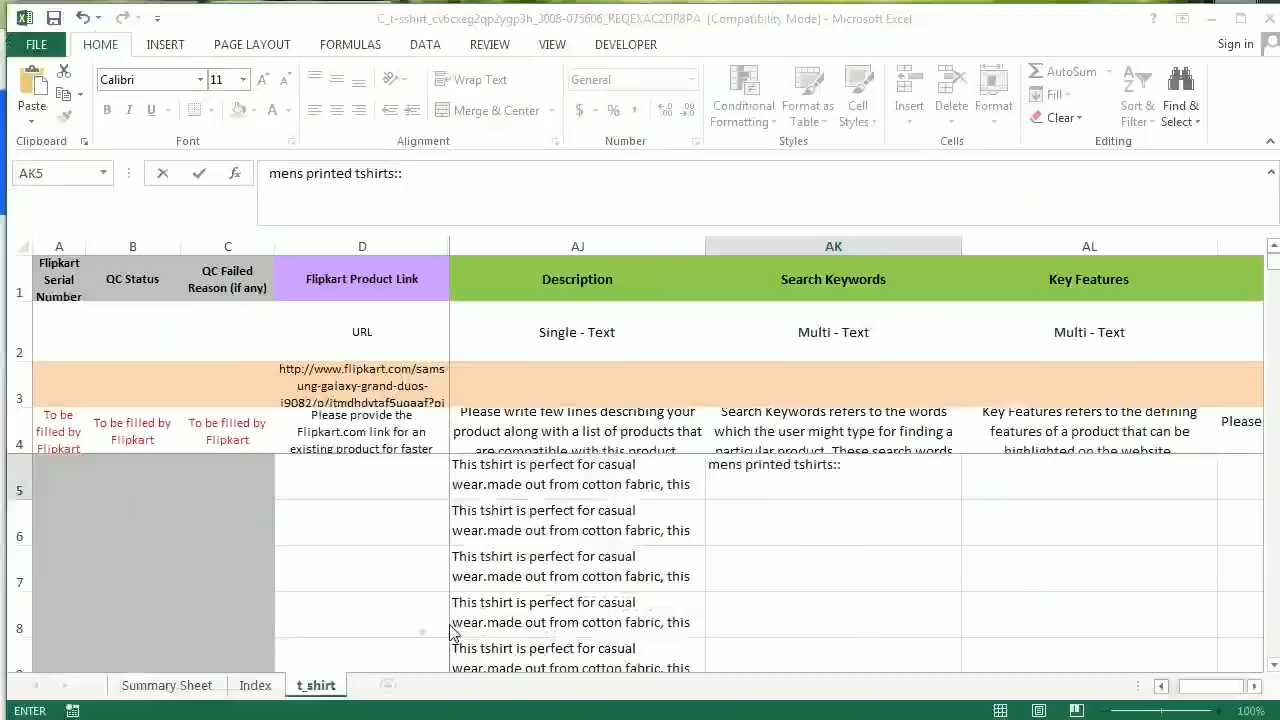 C_t-sshirt_cv6cxeg2qp2ygp3h_3008-075606_REQEXAC2DR8PA [Compatibility Mode] - Microsoft Excel
FILE HOME INSERT PAGE LAYOUT FORMULAS DATA REVIEW VIEW DEVELOPER Sign in
Paste
Calibri 11
B I U A
Wrap Text
Merge & Center
General
$ %
Conditional Formatting
Format as Table
Cell Styles
Insert
Delete
Format
AutoSum
Fill
Clear
Sort & Filter
Find & Select
Clipboard Font Alignment Number Styles Cells Editing
AK5 fx mens printed tshirts::
A B C D AJ AK AL
1
Flipkart Serial Number
QC Status
QC Failed Reason (if any)
Flipkart Product Link
Description
Search Keywords
Key Features
2
URL
Single - Text
Multi - Text
Multi - Text
3
http://www.flipkart.com/sams
ung-galaxy-grand-duos-
i9082/p/itmdhdvtaf5uqaaf?pi
4
To be filled by Flipkart
To be filled by Flipkart
To be filled by Flipkart
Please provide the
Flipkart.com link for an
existing product for faster
Please write few lines describing your
product along with a list of products that
are compatible with this product
Search Keywords refers to the words
which the user might type for finding a
particular product. These search words
Key Features refers to the defining
features of a product that can be
highlighted on the website
Please
5
This tshirt is perfect for casual
wear.made out from cotton fabric, this
mens printed tshirts::
6
This tshirt is perfect for casual
wear.made out from cotton fabric, this
7
This tshirt is perfect for casual
wear.made out from cotton fabric, this
8
This tshirt is perfect for casual
wear.made out from cotton fabric, this
This tshirt is perfect for casual
wear.made out from cotton fabric, this
Summary Sheet Index t_shirt
ENTER 100%